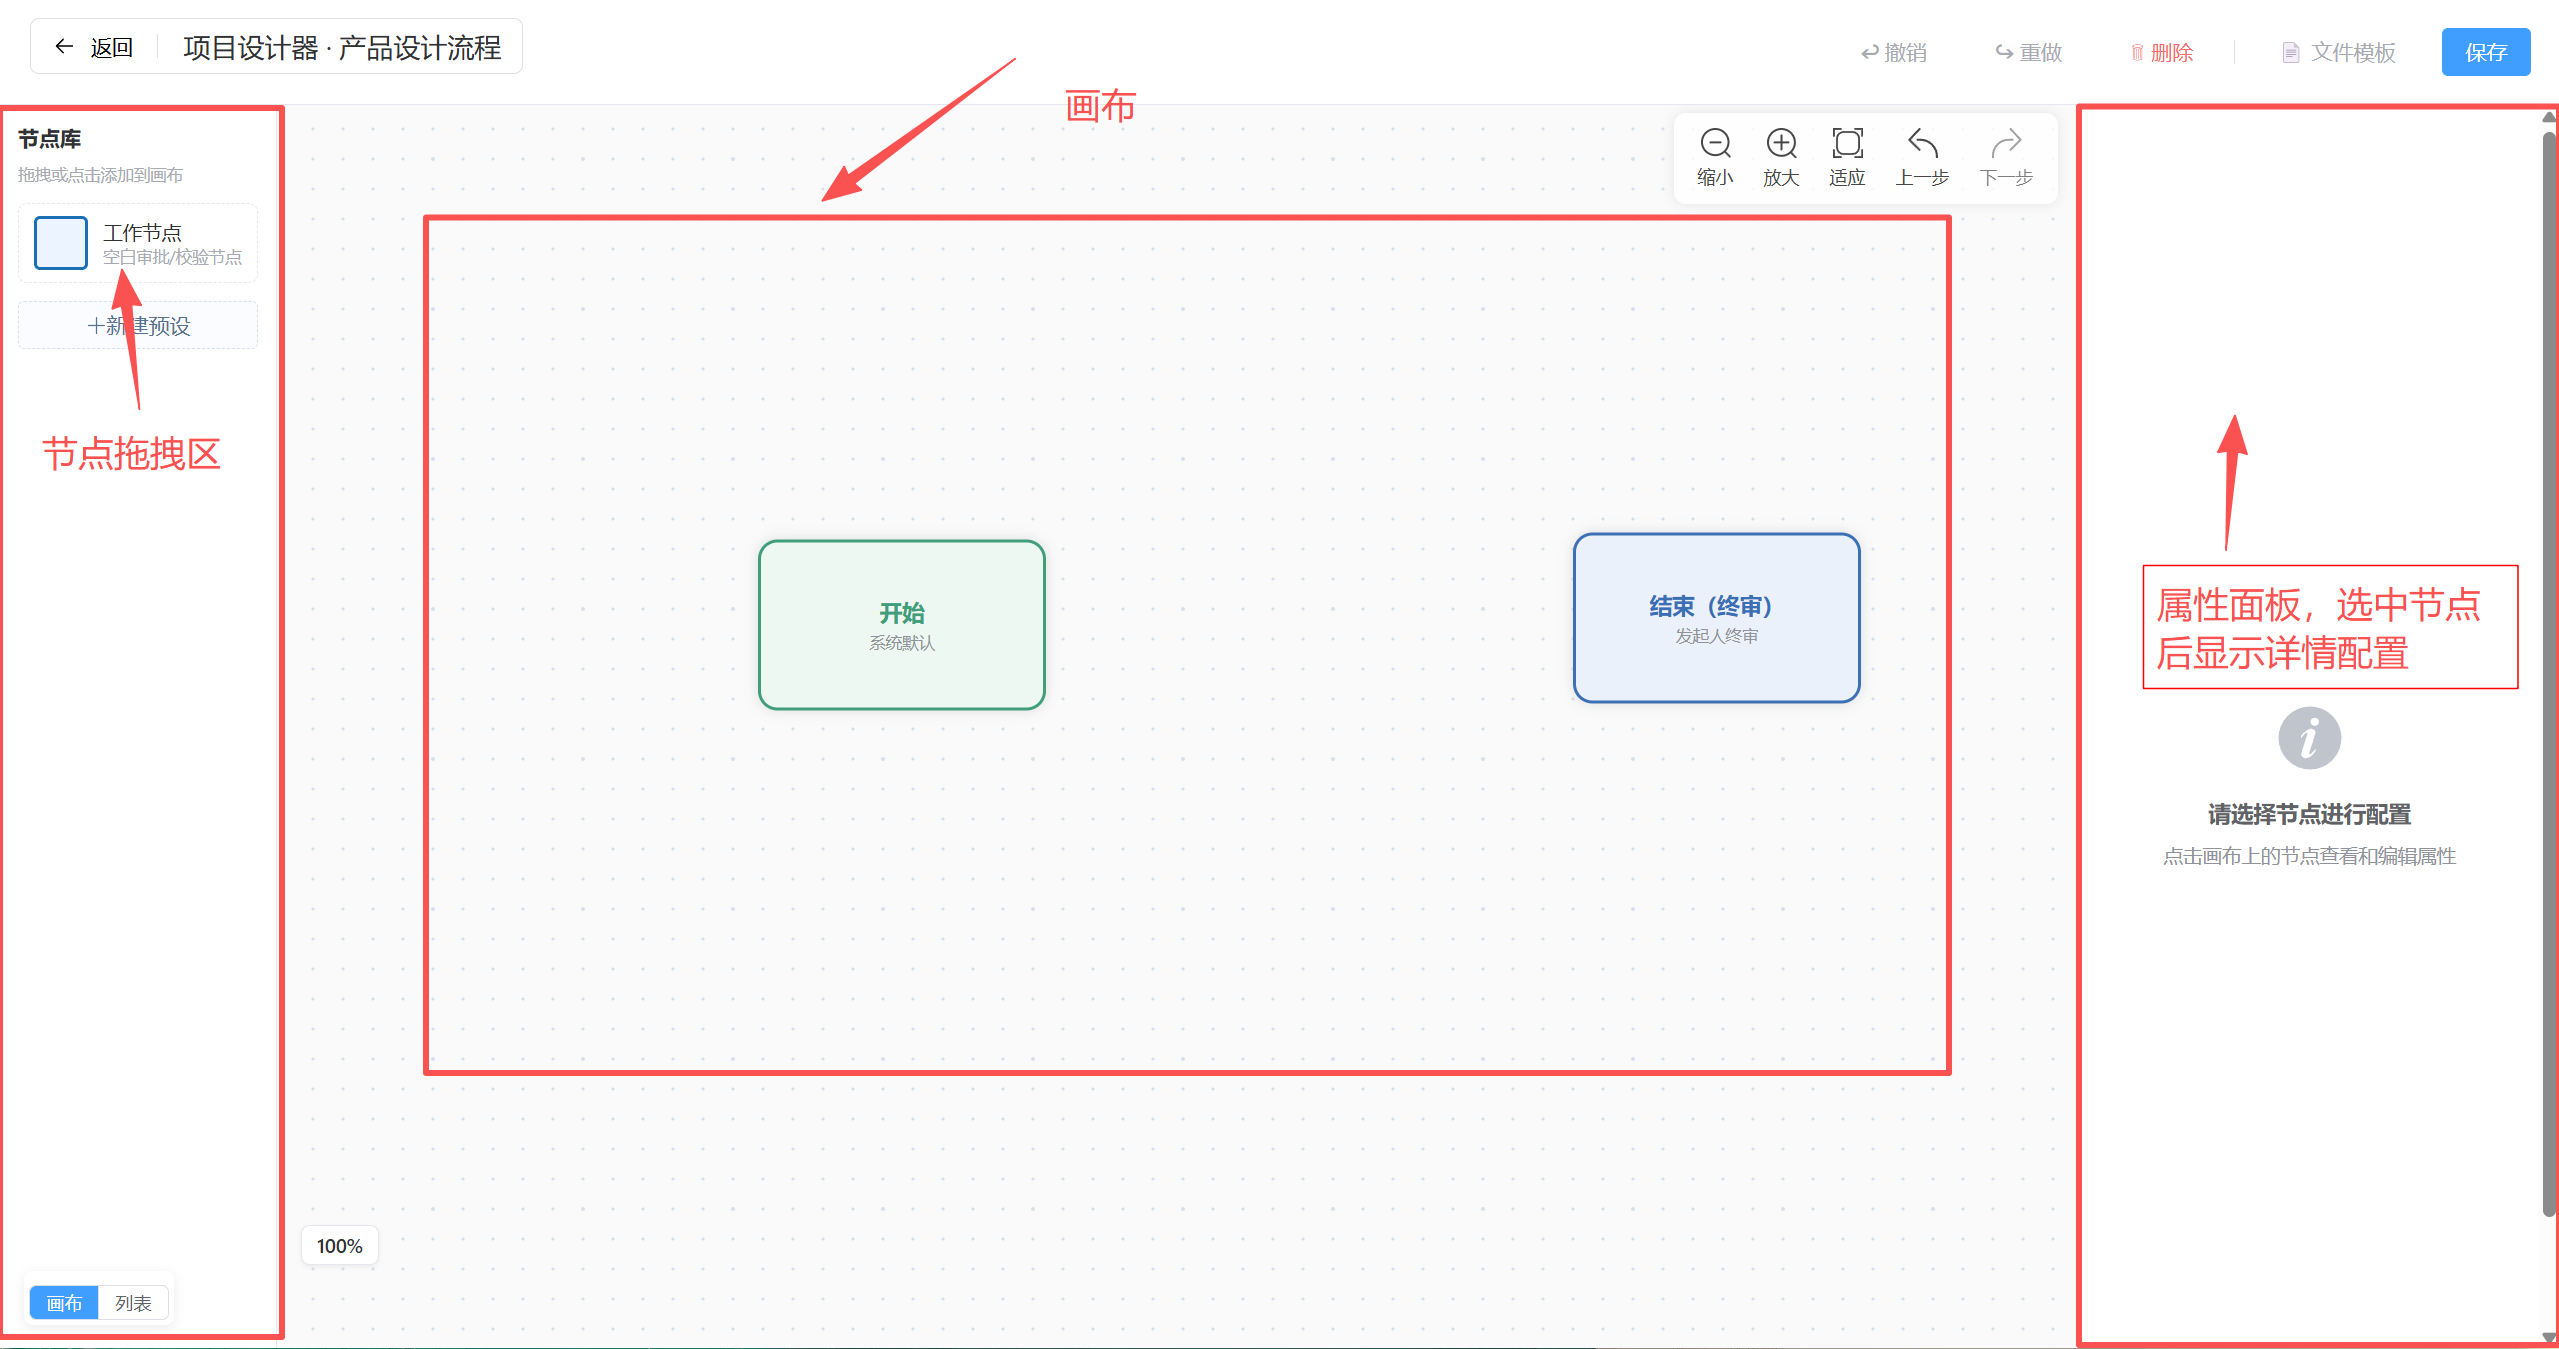 返回
项目设计器 · 产品设计流程
撤销
重做
删除
文件模板
保存
画布
节点库
拖拽或点击添加到画布
工作节点
空白审批/校验节点
+新建预设
节点拖拽区
缩小
放大
适应
上一步
下一步
开始
系统默认
结束（终审）
发起人终审
属性面板，选中节点
后显示详情配置
请选择节点进行配置
点击画布上的节点查看和编辑属性
100%
画布
列表